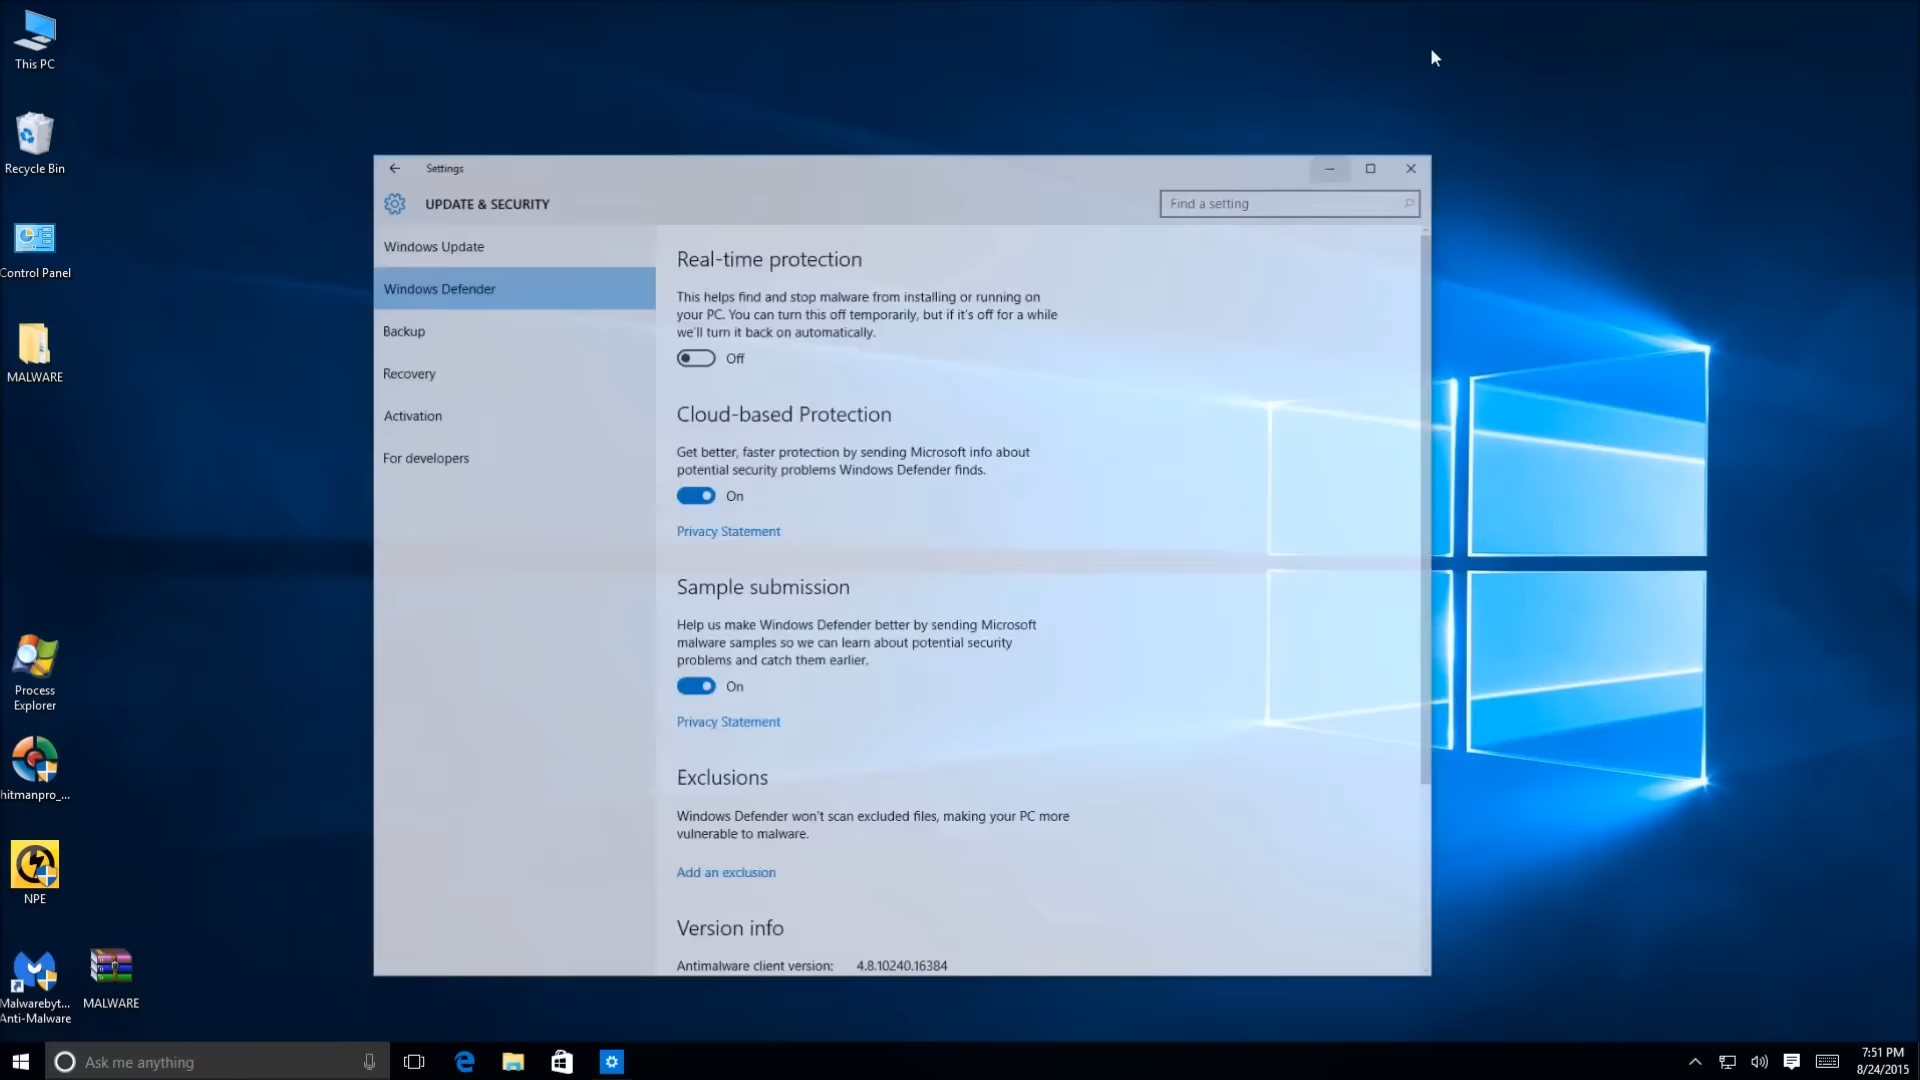 This PC
Recycle Bin
Control Panel
MALWARE
Process
Explorer
hitmanpro_...
NPE
Malwarebyt...
Anti-Malware
MALWARE
Settings
UPDATE & SECURITY
Find a setting
Windows Update
Windows Defender
Backup
Recovery
Activation
For developers
Real-time protection
This helps find and stop malware from installing or running on
your PC. You can turn this off temporarily, but if it's off for a while
we'll turn it back on automatically.
Off
Cloud-based Protection
Get better, faster protection by sending Microsoft info about
potential security problems Windows Defender finds.
On
Privacy Statement
Sample submission
Help us make Windows Defender better by sending Microsoft
malware samples so we can learn about potential security
problems and catch them earlier.
On
Privacy Statement
Exclusions
Windows Defender won't scan excluded files, making your PC more
vulnerable to malware.
Add an exclusion
Version info
Antimalware client version: 4.8.10240.16384
Ask me anything
7:51 PM
8/24/2015